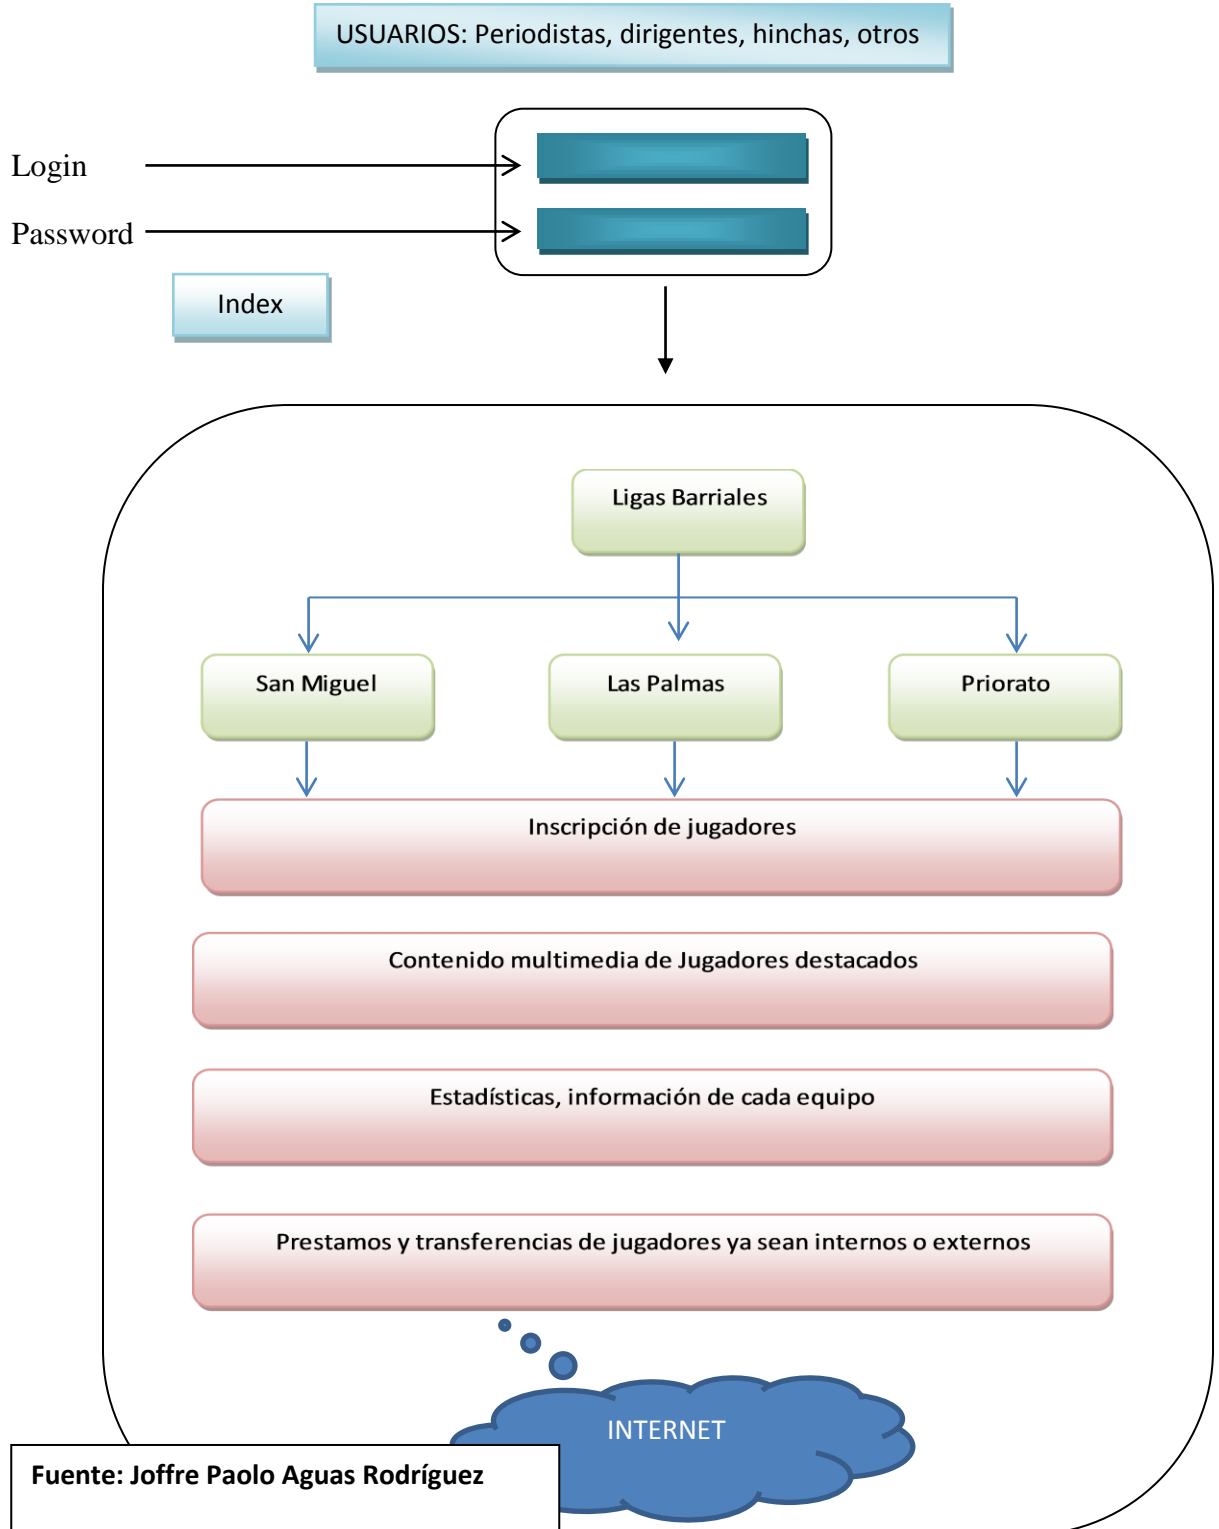 USUARIOS: Periodistas, dirigentes, hinchas, otros
Login
Password
Index
Ligas Barriales
San Miguel
Las Palmas
Priorato
Inscripción de jugadores
Contenido multimedia de Jugadores destacados
Estadísticas, información de cada equipo
Prestamos y transferencias de jugadores ya sean internos o externos
INTERNET
Fuente: Joffre Paolo Aguas Rodríguez